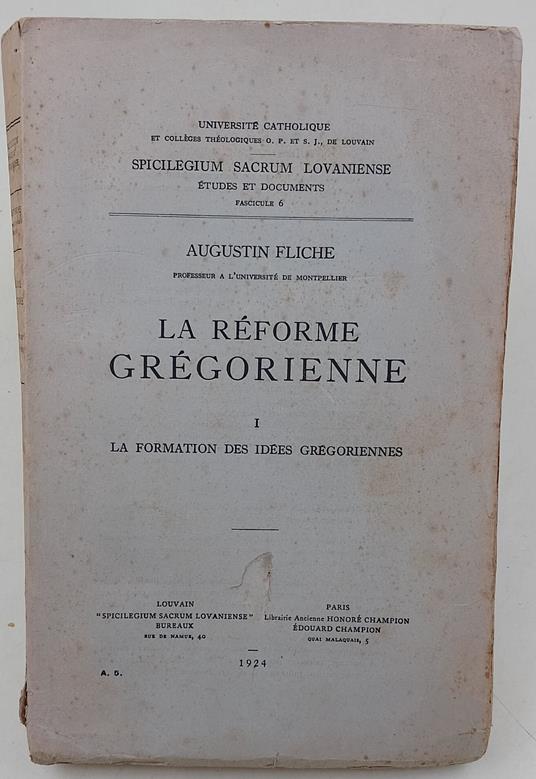 UNIVERSITÉ CATHOLIQUE
ET COLLÈGES THÉOLOGIQUES O. P. ET S. J., DE LOUVAIN
SPICILEGIUM SACRUM LOVANIENSE
ÉTUDES ET DOCUMENTS
FASCICULE 6
AUGUSTIN FLICHE
PROFESSEUR A L'UNIVERSITÉ DE MONTPELLIER
LA RÉFORME
GRÉGORIENNE
I
LA FORMATION DES IDÉES GRÉGORIENNES
LOUVAIN
"SPICILEGIUM SACRUM LOVANIENSE"
BUREAUX
RUE DE NAMUR, 40
PARIS
Librairie Ancienne HONORÉ CHAMPION
ÉDOUARD CHAMPION
QUAI MALAQUAIS, 5
1924
A. 5.